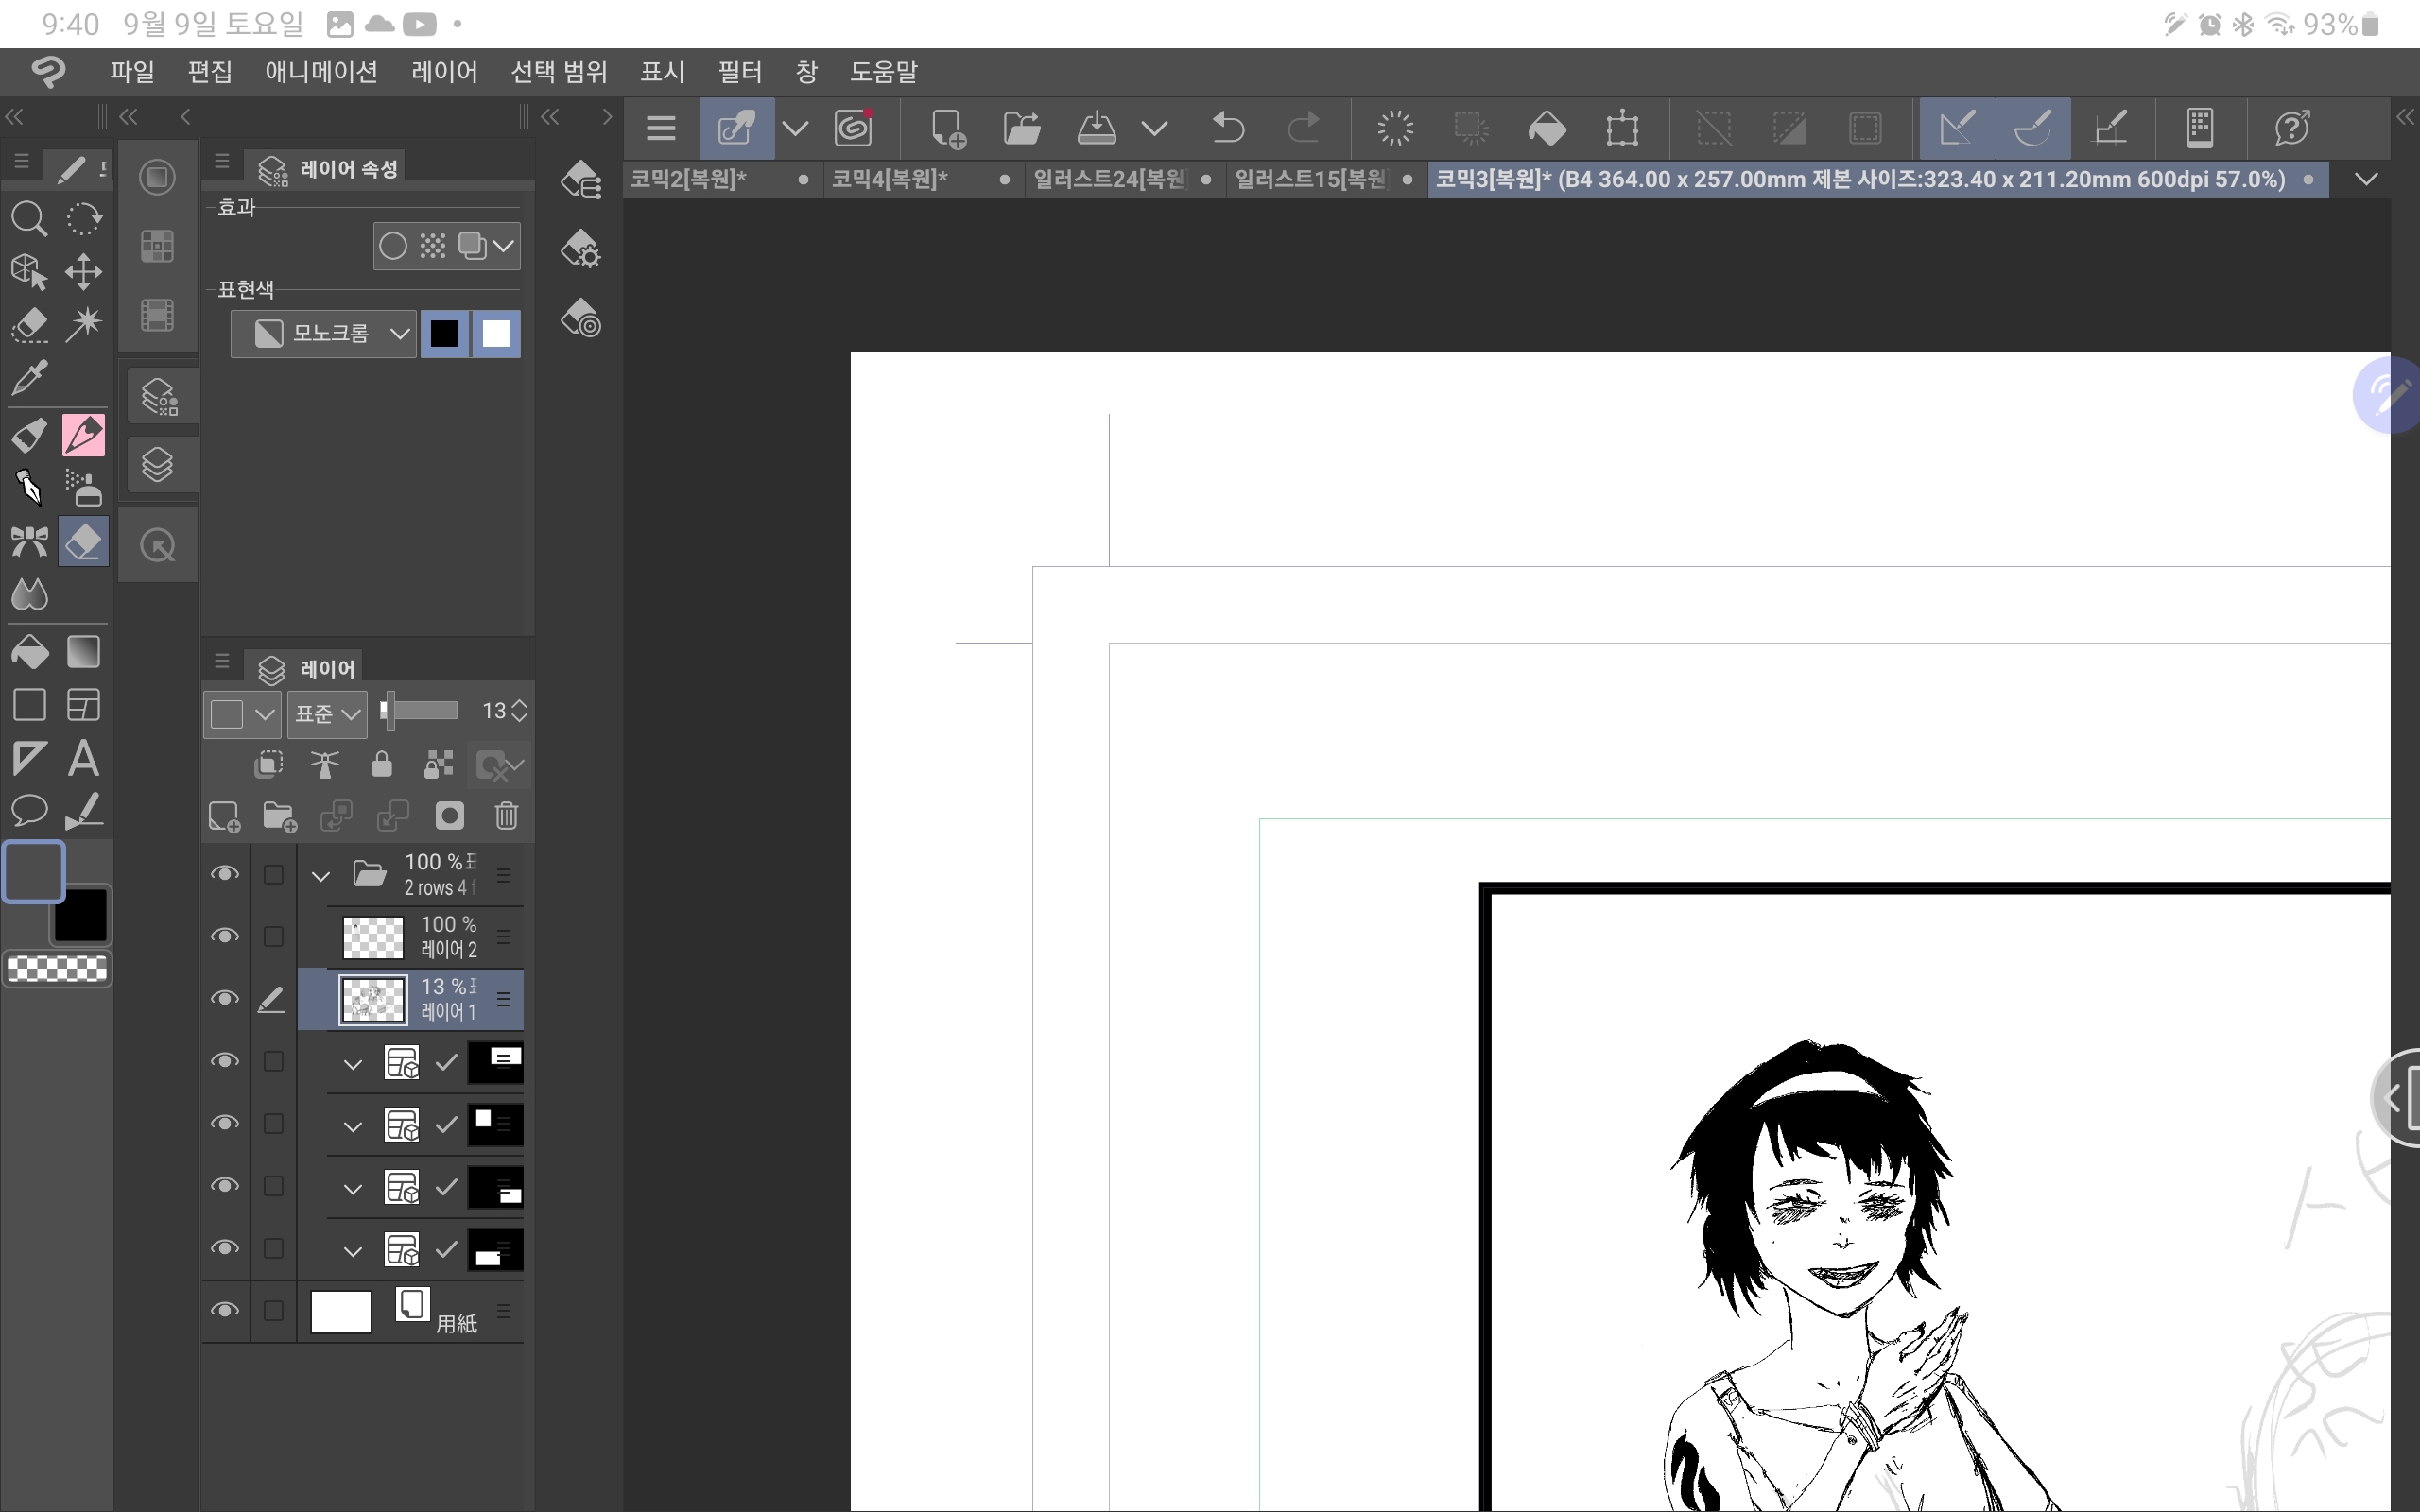 9:40 9월 9일 토요일
93%
파일 편집 애니메이션 레이어 선택 범위 표시 필터 창 도움말
코믹2[복원]* 코믹4[복원]* 일러스트24[복원 일러스트15[복원 코믹3[복원]* (B4 364.00 x 257.00mm 제본 사이즈:323.40 x 211.20mm 600dpi 57.0%)
레이어 속성
효과
표현색
모노크롬
레이어
표준 13
100 %
2 rows 4
100 %
레이어 2
13 %
레이어 1
用紙